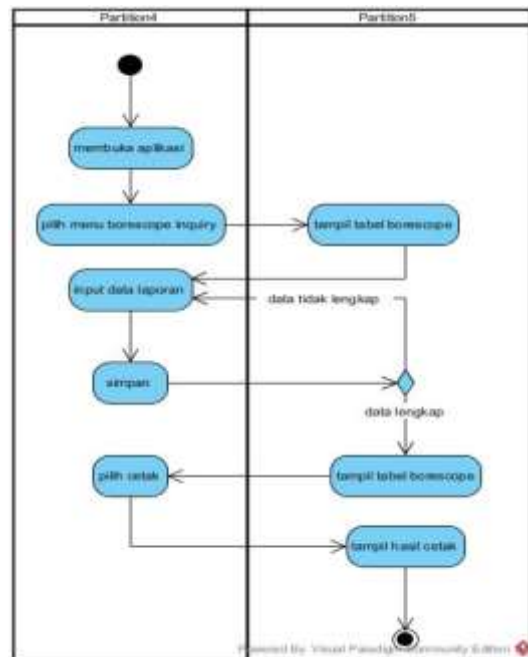 Partition4
Partition5
membuka aplikasi
pilih menu borescope inquiry
tampil tabel borescope
input data laporan
data tidak lengkap
simpan
data lengkap
pilih cetak
tampil tabel borescope
tampil hasil cetak
Powered By Visual Paradigm Community Edition